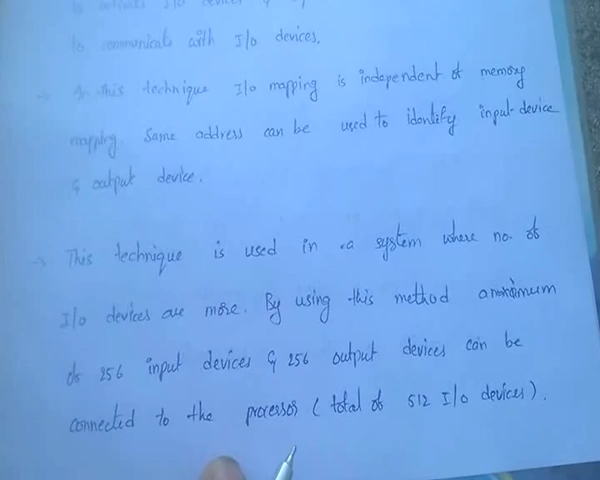 to communicate with I/o devices.
→ In this technique I/o mapping is independent of memory
mapping. Same address can be used to identify input device
& output device.
→ This technique is used in a system where no. of
I/o devices are more. By using this method a maximum
of 256 input devices & 256 output devices can be
connected to the processor (total of 512 I/o devices).